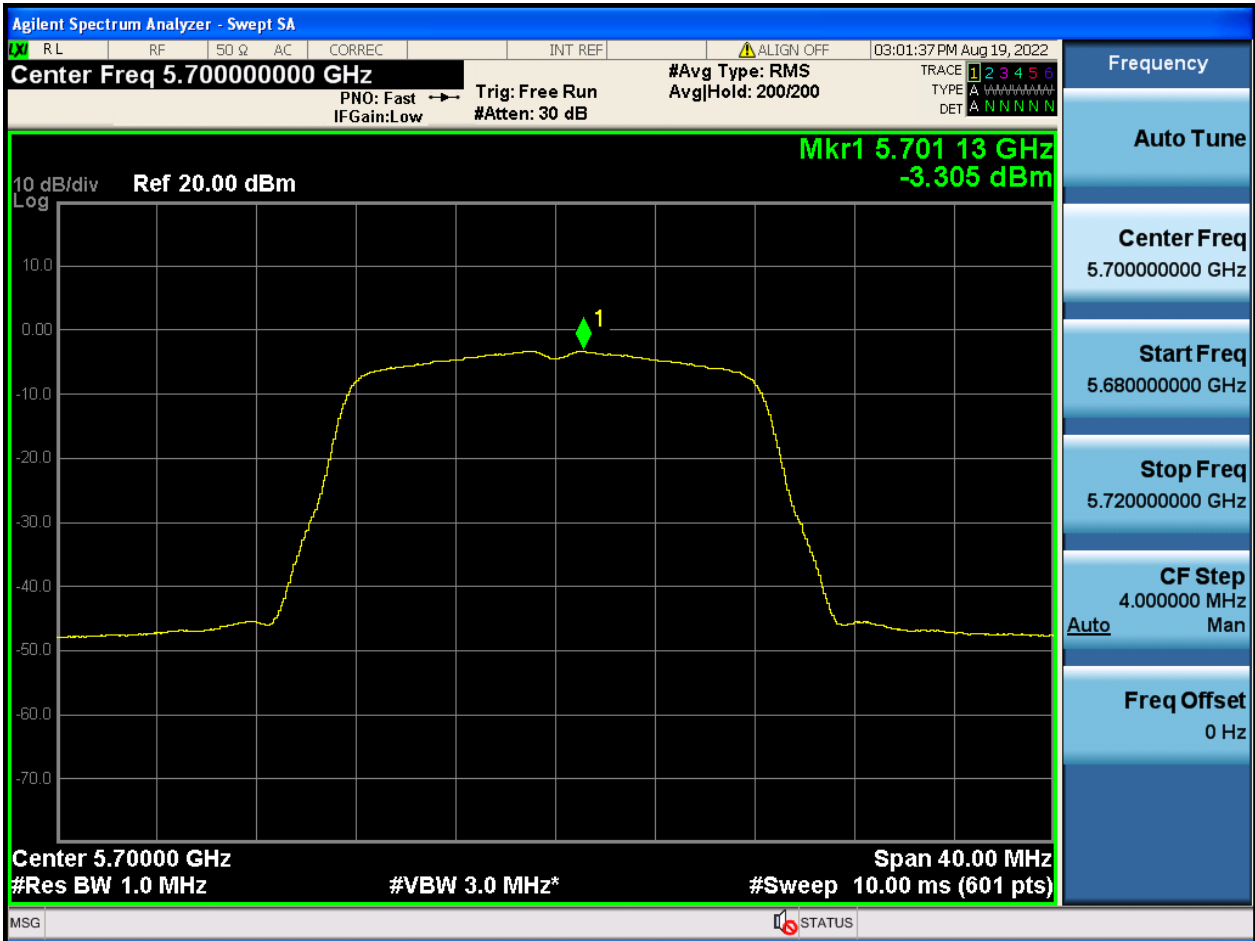 Agilent Spectrum Analyzer - Swept SA
LXI RL RF 50 Ω AC CORREC INT REF ALIGN OFF 03:01:37 PM Aug 19, 2022
Center Freq 5.700000000 GHz
PNO: Fast
IFGain:Low
Trig: Free Run
#Atten: 30 dB
#Avg Type: RMS
Avg|Hold: 200/200
TRACE 1 2 3 4 5 6
TYPE A WWWWWW
DET A N N N N N
Mkr1 5.701 13 GHz
-3.305 dBm
10 dB/div Ref 20.00 dBm
Log
10.0
0.00
-10.0
-20.0
-30.0
-40.0
-50.0
-60.0
-70.0
1
Center 5.70000 GHz Span 40.00 MHz
#Res BW 1.0 MHz #VBW 3.0 MHz* #Sweep 10.00 ms (601 pts)
MSG STATUS
Frequency
Auto Tune
Center Freq
5.700000000 GHz
Start Freq
5.680000000 GHz
Stop Freq
5.720000000 GHz
CF Step
4.000000 MHz
Auto Man
Freq Offset
0 Hz